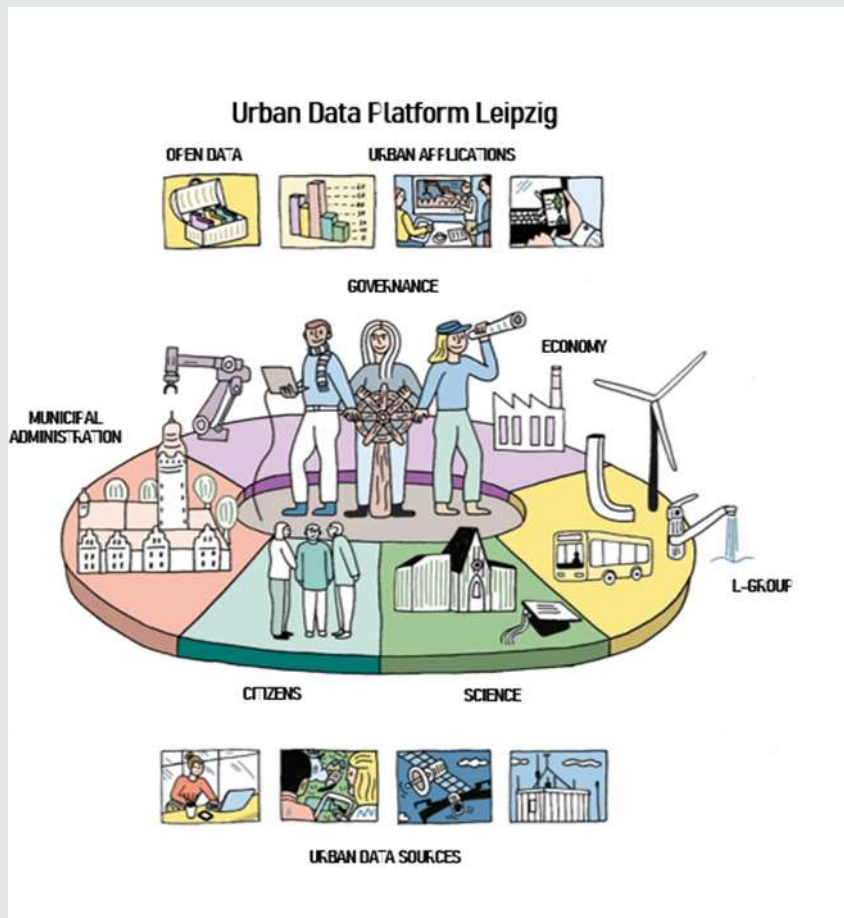 Urban Data Platform Leipzig
OPEN DATA
URBAN APPLICATIONS
GOVERNANCE
ECONOMY
MUNICIPAL
ADMINISTRATION
L-GROUP
CITIZENS
SCIENCE
URBAN DATA SOURCES